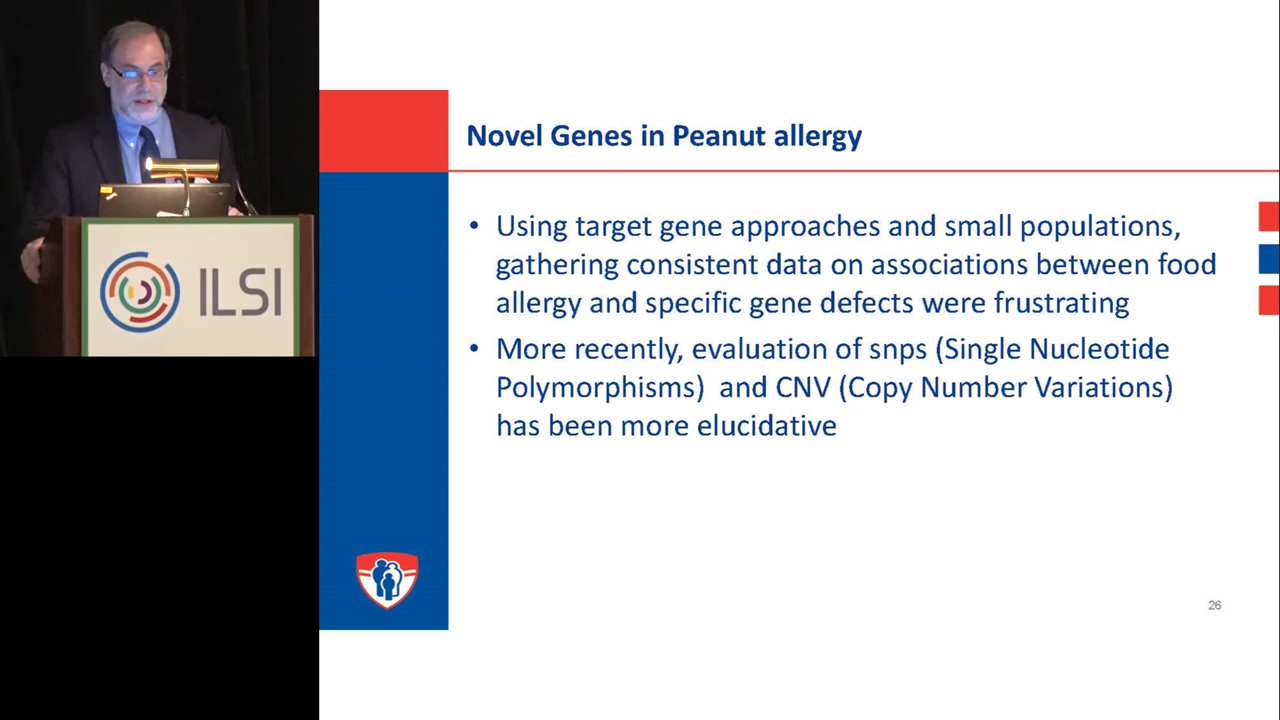 Novel Genes in Peanut allergy
• Using target gene approaches and small populations,
gathering consistent data on associations between food
allergy and specific gene defects were frustrating
• More recently, evaluation of snps (Single Nucleotide
Polymorphisms)  and CNV (Copy Number Variations)
has been more elucidative
26
ILSI